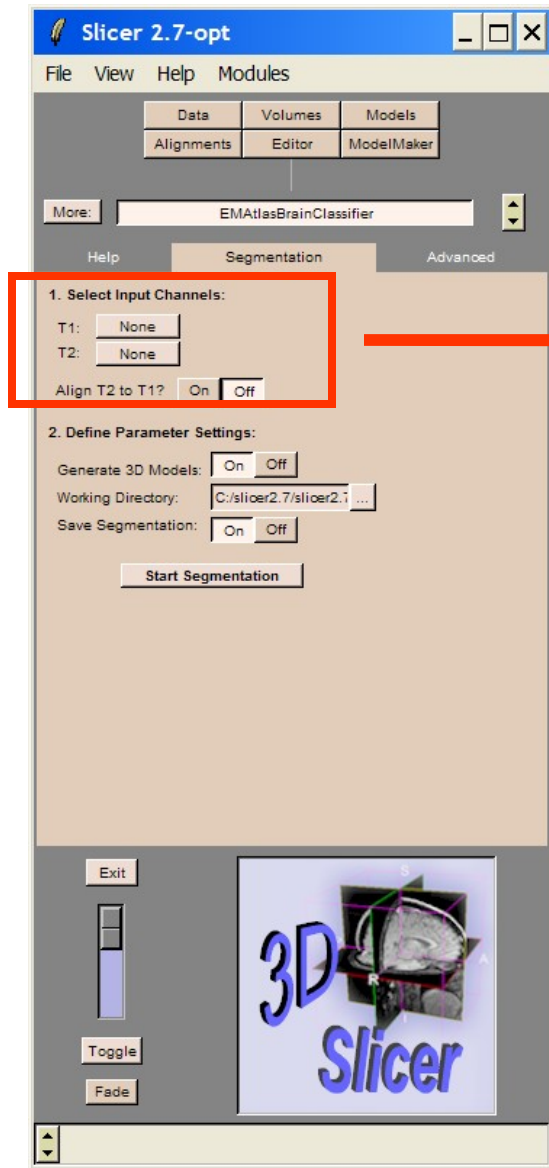 Slicer 2.7-opt
File View Help Modules
Data Volumes Models
Alignments Editor ModelMaker
More: EMAtlasBrainClassifier
Help Segmentation Advanced
1. Select Input Channels:
T1: None
T2: None
Align T2 to T1? On Off
2. Define Parameter Settings:
Generate 3D Models: On Off
Working Directory: C:/slicer2.7/slicer2.7 ...
Save Segmentation: On Off
Start Segmentation
Exit
S
A
R
I
3D
Slicer
Toggle
Fade